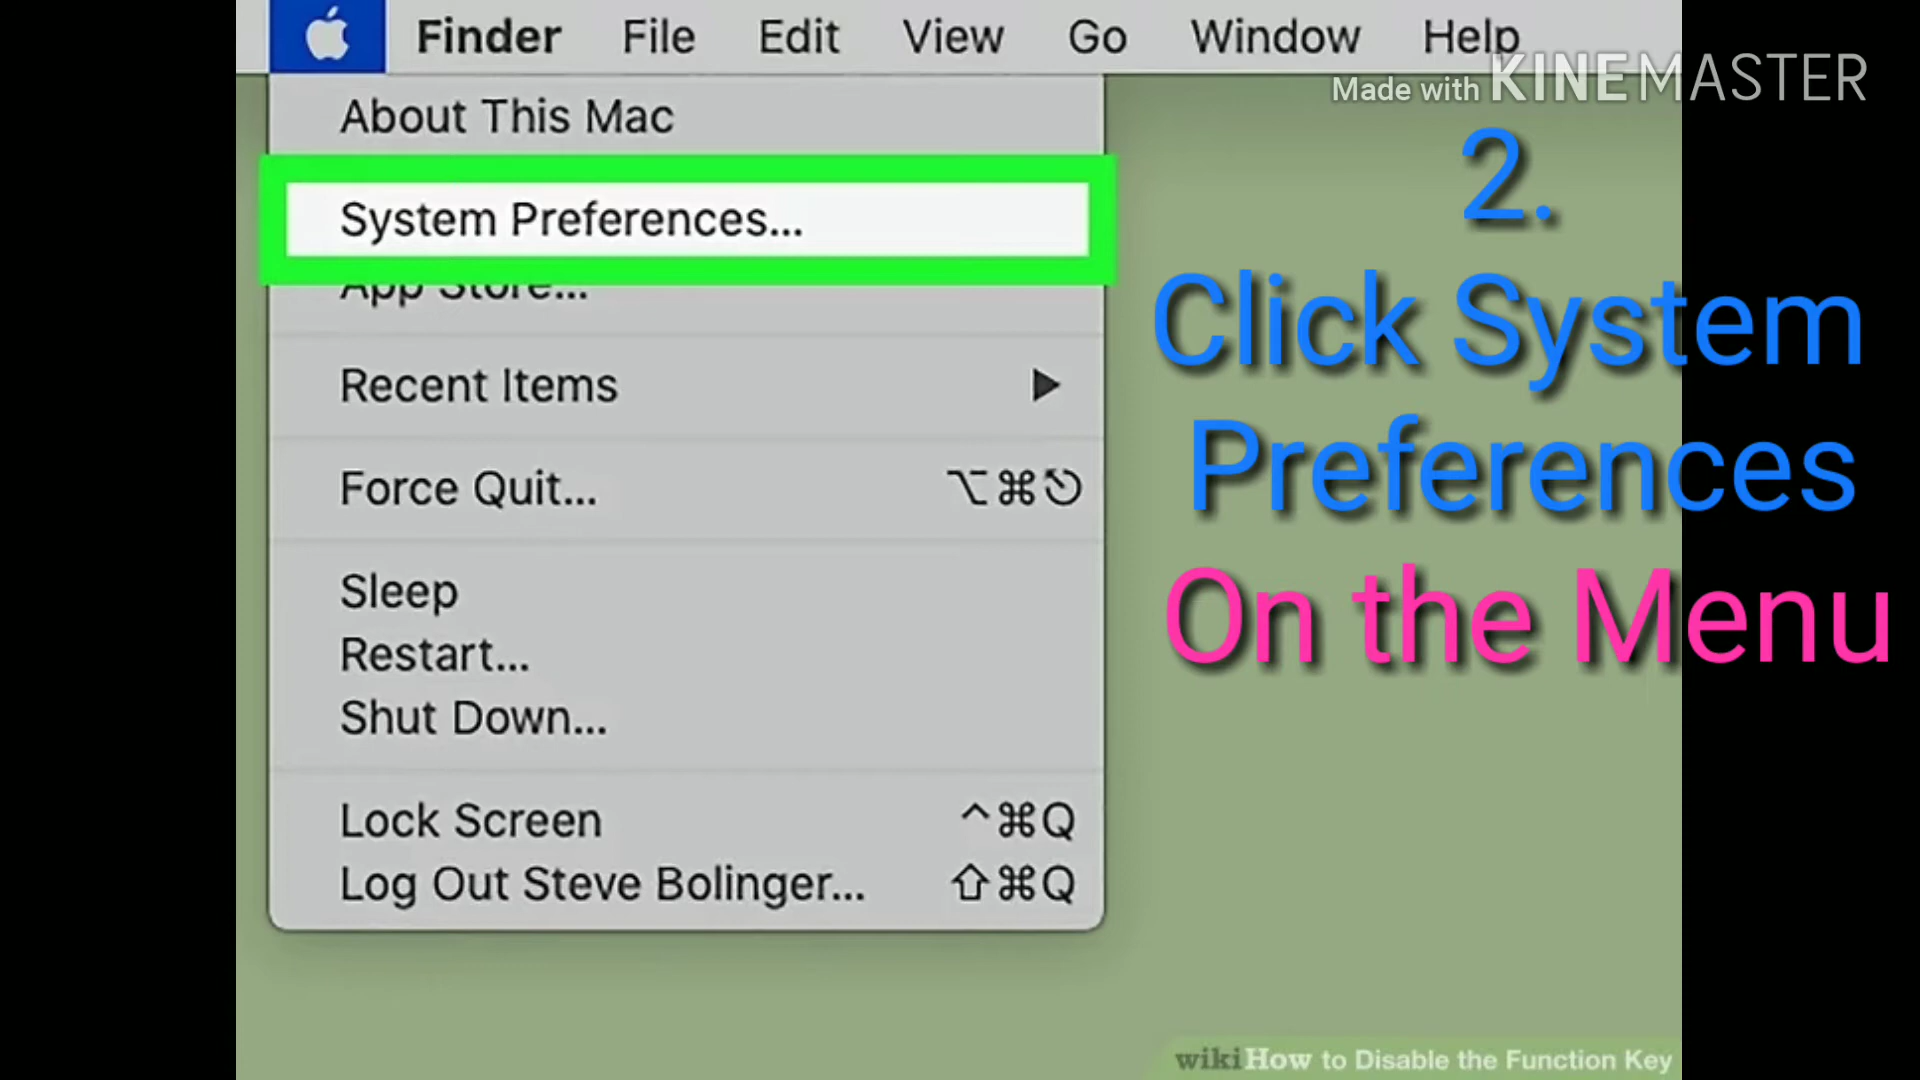 Finder File Edit View Go Window Help
Made with KINEMASTER
About This Mac
System Preferences...
App Store...
Recent Items ▶
Force Quit... ⌥⌘⎋
Sleep
Restart...
Shut Down...
Lock Screen ^⌘Q
Log Out Steve Bolinger... ⇧⌘Q
2.
Click System
Preferences
On the Menu
wikiHow to Disable the Function Key